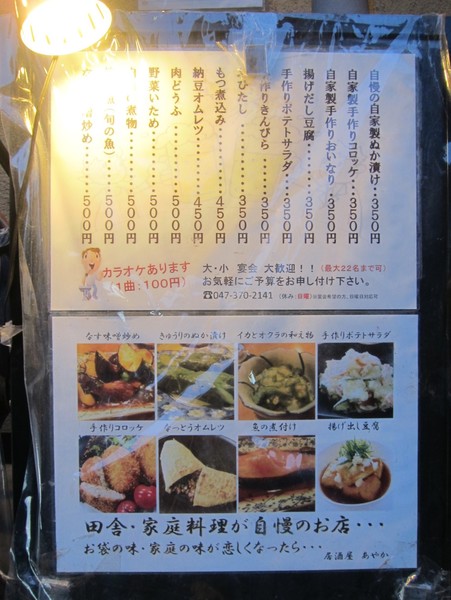 自慢の自家製ぬか漬け‥350円
自家製手作りコロッケ‥350円
自家製手作りおいなり‥350円
揚げだし豆腐‥‥‥‥350円
手作りポテトサラダ‥350円
作りきんぴら‥‥350円
ひたし‥‥‥‥350円
もつ煮込み‥‥‥‥450円
納豆オムレツ‥‥‥450円
肉どうふ‥‥‥‥‥500円
野菜いため‥‥‥‥500円
煮物‥‥‥‥500円
旬の魚)‥‥‥500円
炒め‥‥‥500円
カラオケあります
(1曲:100円)
大・小 宴会 大歓迎!!(最大22名まで可)
お気軽にご予算をお申し付け下さい。
☎047-370-2141 (休み:日曜)
なす味噌炒め きゅうりのぬか漬け イカとオクラの和え物 手作りポテトサラダ
手作りコロッケ なっとうオムレツ 魚の煮付け 揚げ出し豆腐
田舎・家庭料理が自慢のお店・・・
お袋の味・家庭の味が恋しくなったら・・・
居酒屋 あやか